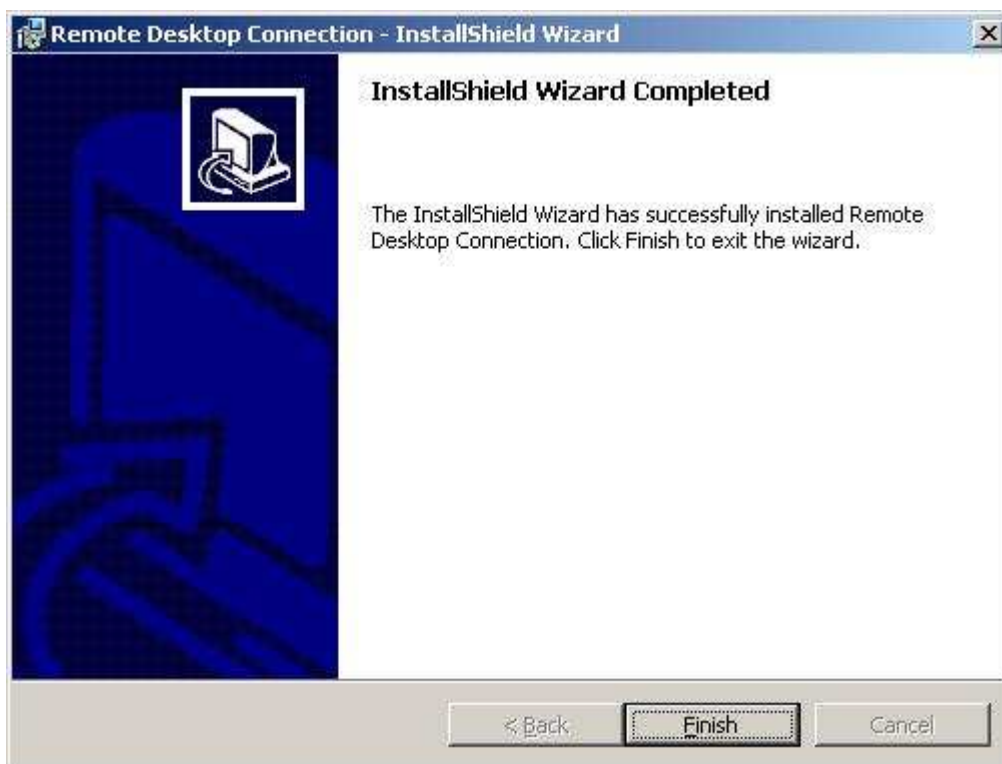 Remote Desktop Connection - InstallShield Wizard
InstallShield Wizard Completed
The InstallShield Wizard has successfully installed Remote
Desktop Connection. Click Finish to exit the wizard.
< Back
Finish
Cancel